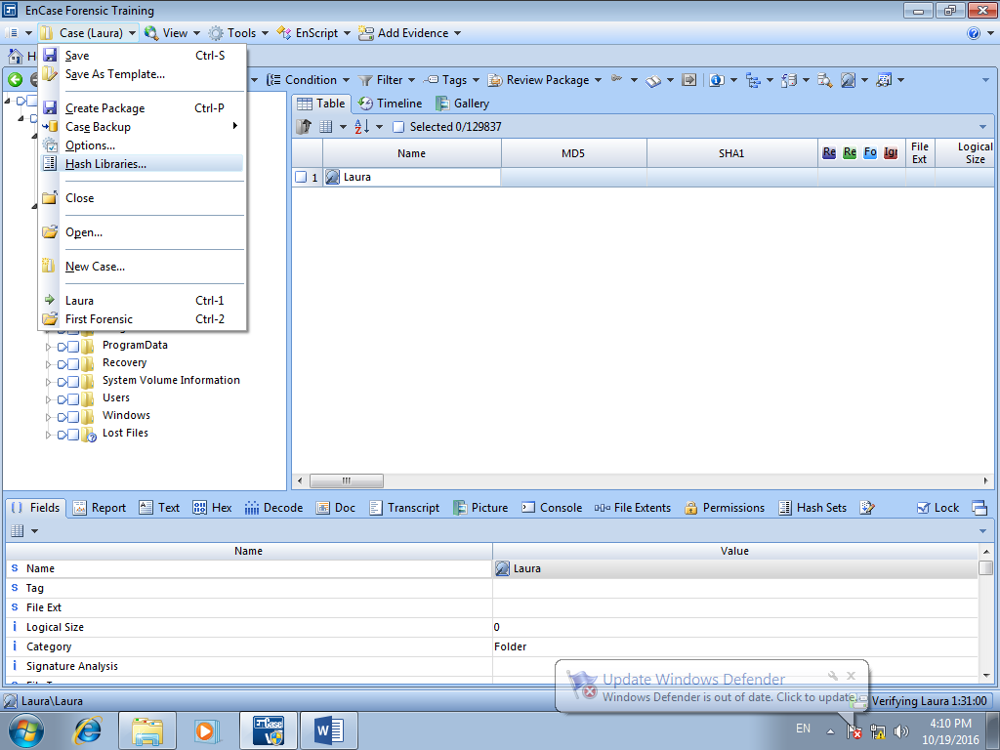 EnCase Forensic Training
Case (Laura) View Tools EnScript Add Evidence
H
Save Ctrl-S
Save As Template...
Create Package Ctrl-P
Case Backup
Options...
Hash Libraries...
Close
Open...
New Case...
Laura Ctrl-1
First Forensic Ctrl-2
Condition Filter Tags Review Package
Table Timeline Gallery
Selected 0/129837
Name MD5 SHA1 Re Re Fo Ign File Ext Logical Size
1 Laura
ProgramData
Recovery
System Volume Information
Users
Windows
Lost Files
Fields Report Text Hex Decode Doc Transcript Picture Console File Extents Permissions Hash Sets Lock
Name Value
S Name Laura
S Tag
S File Ext
i Logical Size 0
i Category Folder
i Signature Analysis
Update Windows Defender
Windows Defender is out of date. Click to update.
Laura\Laura Verifying Laura 1:31:00
EN 4:10 PM
10/19/2016